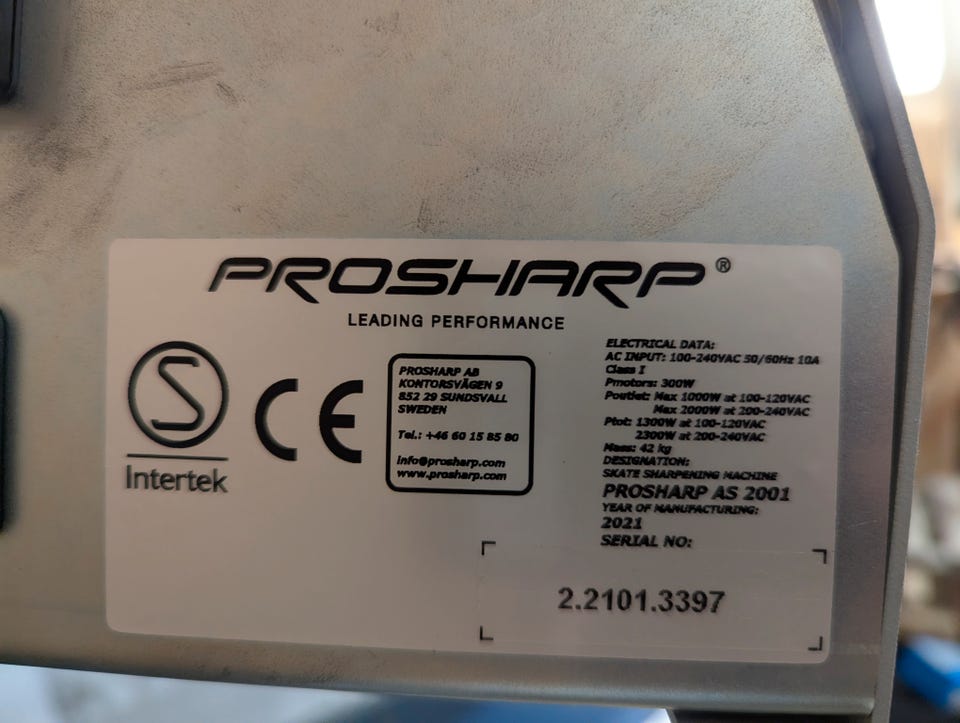 PROSHARP®
LEADING PERFORMANCE
S
Intertek
CE
PROSHARP AB
KONTORSVÄGEN 9
852 29 SUNDSVALL
SWEDEN
Tel.: +46 60 15 85 80
info@prosharp.com
www.prosharp.com
ELECTRICAL DATA:
AC INPUT: 100-240VAC 50/60Hz 10A
Class I
Pmotors: 300W
Poutlet: Max 1000W at 100-120VAC
Max 2000W at 200-240VAC
Ptot: 1300W at 100-120VAC
2300W at 200-240VAC
Mass: 42 kg
DESIGNATION:
SKATE SHARPENING MACHINE
PROSHARP AS 2001
YEAR OF MANUFACTURING:
2021
SERIAL NO:
2.2101.3397